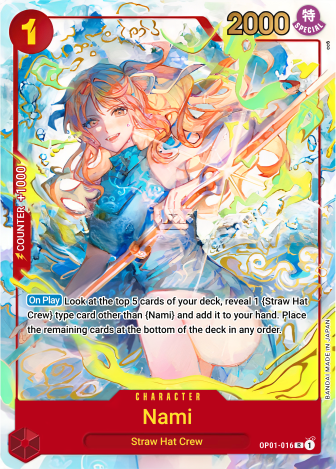 1
2000
特
SPECIAL
COUNTER +1000
On Play Look at the top 5 cards of your deck, reveal 1 {Straw Hat
Crew} type card other than {Nami} and add it to your hand. Place
the remaining cards at the bottom of the deck in any order.
BANDAI MADE IN JAPAN
CHARACTER
Nami
Straw Hat Crew
OP01-016 R 1